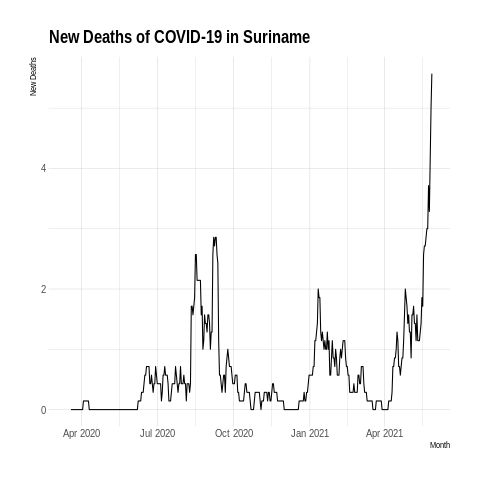 New Deaths of COVID-19 in Suriname
New Deaths
4
2
0
Apr 2020 Jul 2020 Oct 2020 Jan 2021 Apr 2021
Month